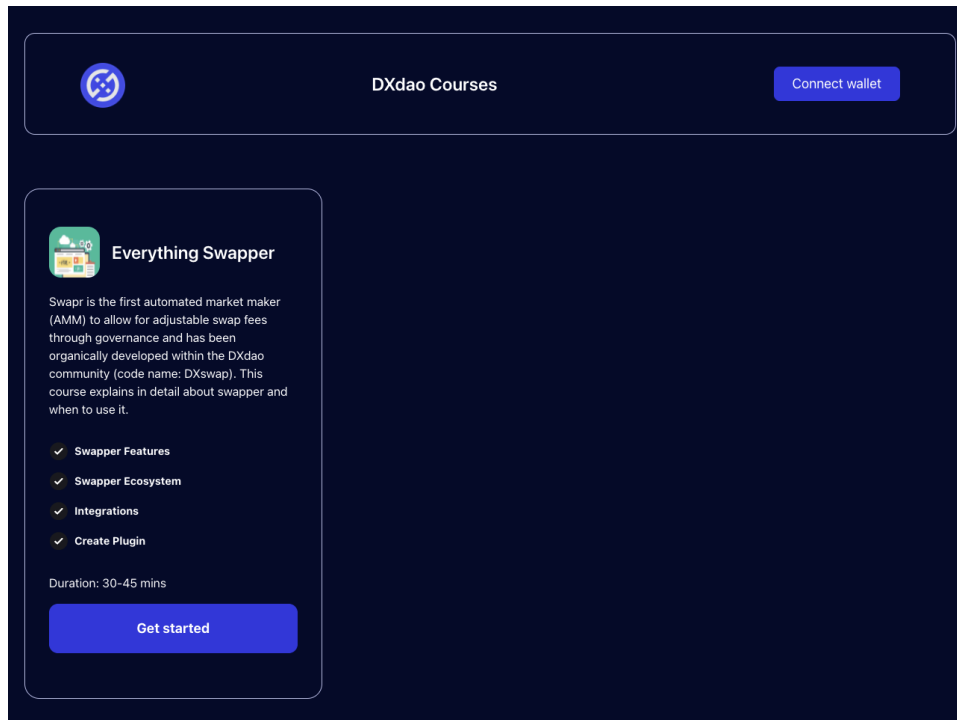 DXdao Courses
Connect wallet
Everything Swapper
Swapr is the first automated market maker
(AMM) to allow for adjustable swap fees
through governance and has been
organically developed within the DXdao
community (code name: DXswap). This
course explains in detail about swapper and
when to use it.
Swapper Features
Swapper Ecosystem
Integrations
Create Plugin
Duration: 30-45 mins
Get started